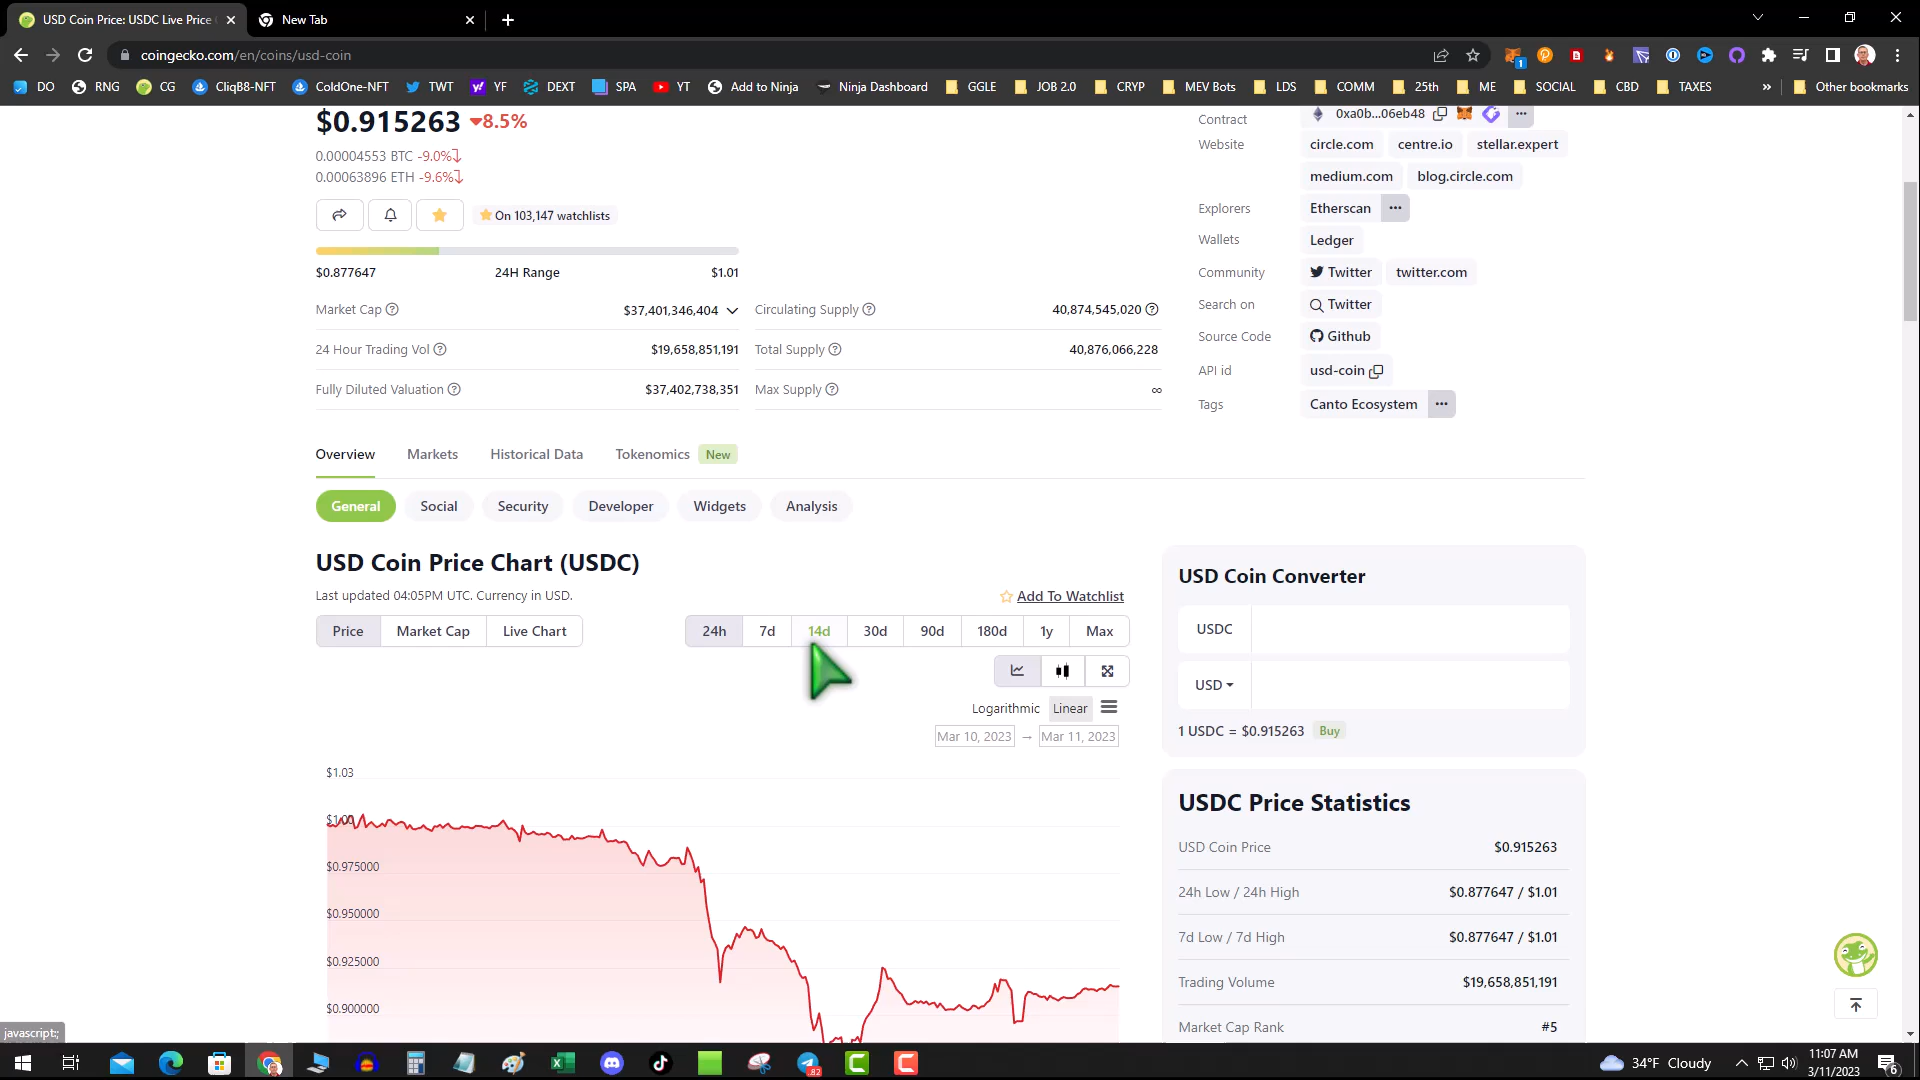 USD Coin Price: USDC Live Price
New Tab
coingecko.com/en/coins/usd-coin
1
DO RNG CG CliqB8-NFT ColdOne-NFT TWT YF DEXT SPA YT Add to Ninja Ninja Dashboard GGLE JOB 2.0 CRYP MEV Bots LDS COMM 25th ME SOCIAL CBD TAXES » Other bookmarks
$0.915263 8.5%
0.00004553 BTC -9.0%
0.00063896 ETH -9.6%
On 103,147 watchlists
$0.877647 24H Range $1.01
Market Cap $37,401,346,404
Circulating Supply 40,874,545,020
24 Hour Trading Vol $19,658,851,191
Total Supply 40,876,066,228
Fully Diluted Valuation $37,402,738,351
Max Supply ∞
Contract 0xa0b...06eb48
Website circle.com centre.io stellar.expert
medium.com blog.circle.com
Explorers Etherscan
Wallets Ledger
Community Twitter twitter.com
Search on Twitter
Source Code Github
API id usd-coin
Tags Canto Ecosystem
Overview Markets Historical Data Tokenomics New
General Social Security Developer Widgets Analysis
USD Coin Price Chart (USDC)
Last updated 04:05PM UTC. Currency in USD.
Add To Watchlist
Price Market Cap Live Chart
24h 7d 14d 30d 90d 180d 1y Max
Logarithmic Linear
Mar 10, 2023 → Mar 11, 2023
$1.03
$1.00
$0.975000
$0.950000
$0.925000
$0.900000
USD Coin Converter
USDC
USD
1 USDC = $0.915263 Buy
USDC Price Statistics
USD Coin Price $0.915263
24h Low / 24h High $0.877647 / $1.01
7d Low / 7d High $0.877647 / $1.01
Trading Volume $19,658,851,191
Market Cap Rank #5
javascript:;
82
34°F Cloudy
11:07 AM
3/11/2023
6